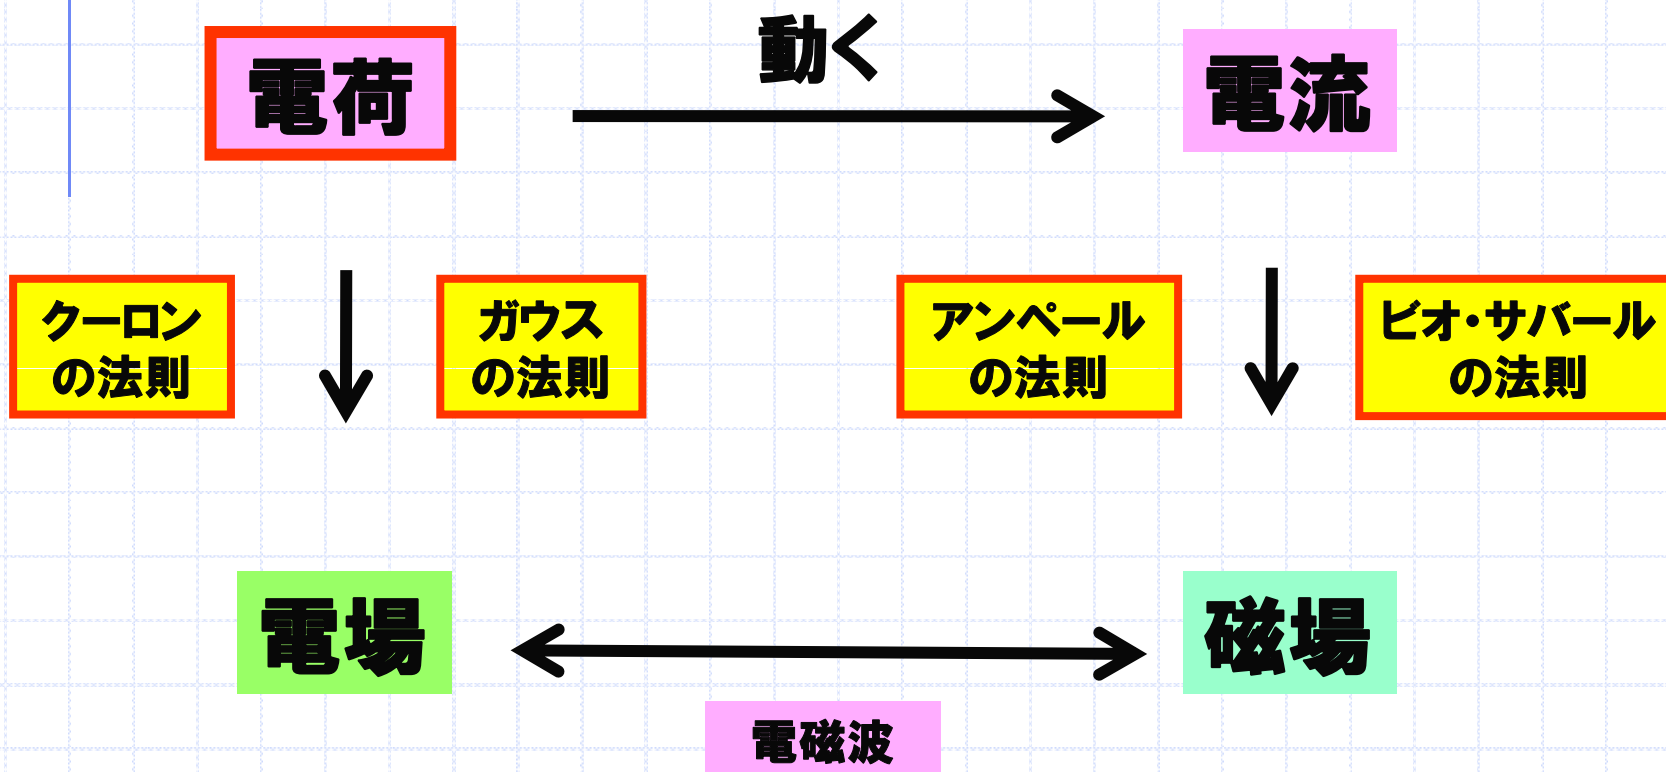 動く
電荷
電流
クーロン
の法則
ガウス
の法則
アンペール
の法則
ビオ・サバール
の法則
電場
磁場
電磁波